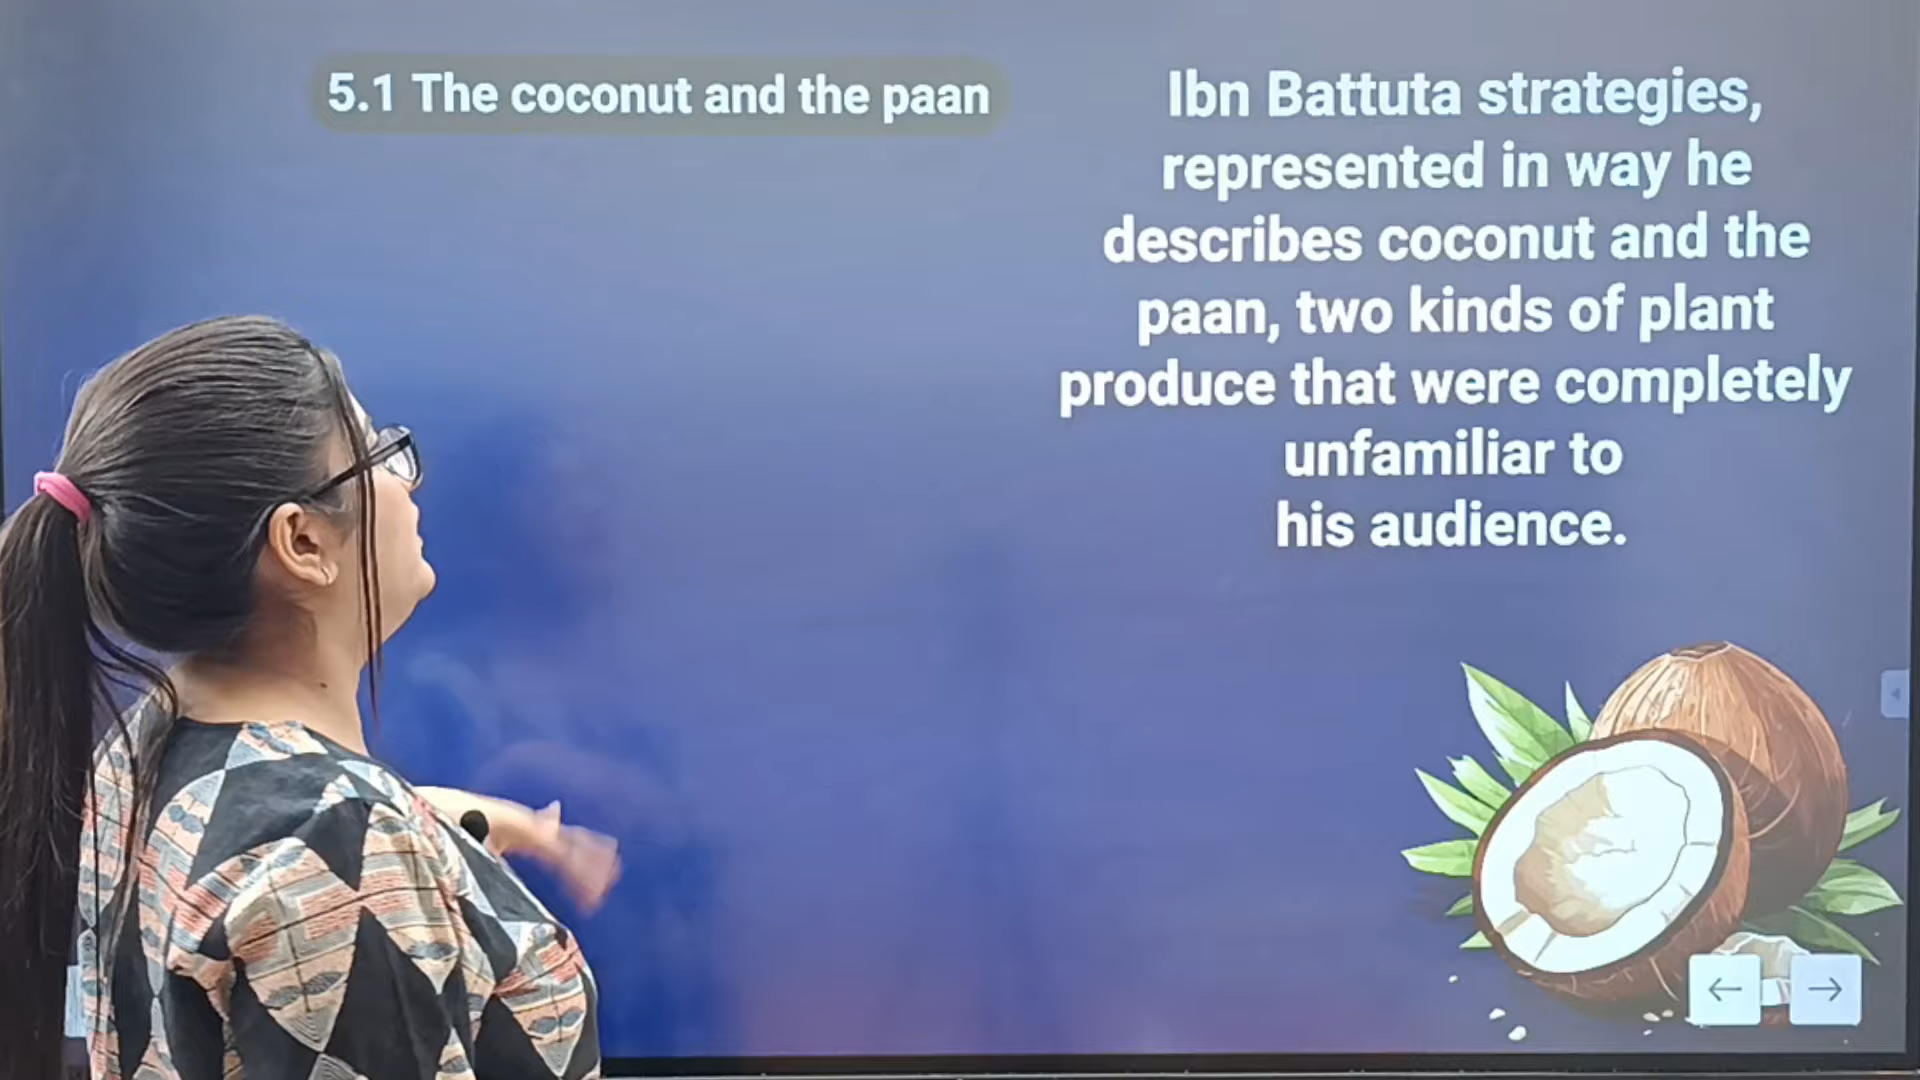 5.1 The coconut and the paan
Ibn Battuta strategies,
represented in way he
describes coconut and the
paan, two kinds of plant
produce that were completely
unfamiliar to
his audience.